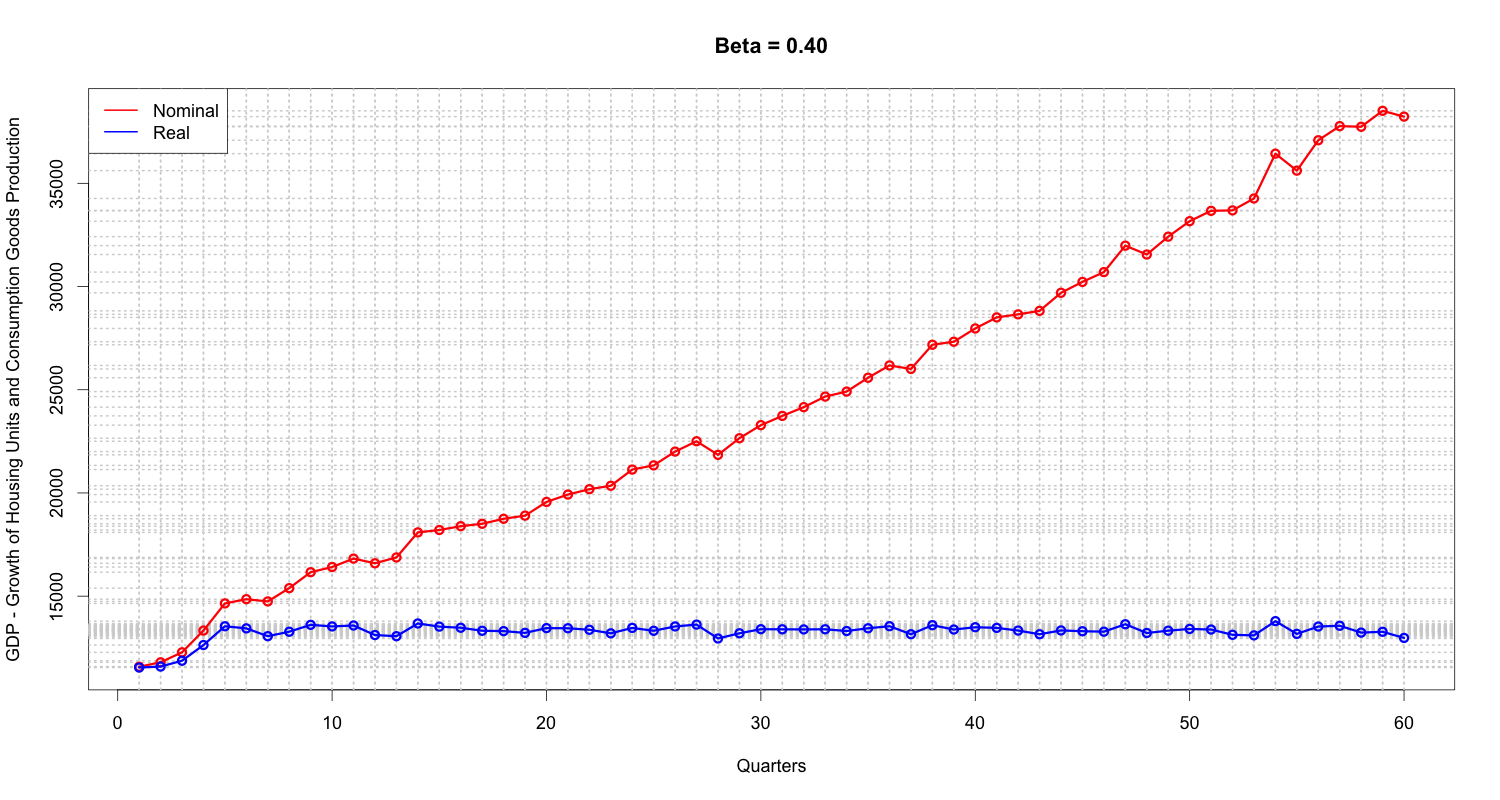 Beta = 0.40
Nominal
Real
GDP - Growth of Housing Units and Consumption Goods Production
35000
30000
25000
20000
15000
0 10 20 30 40 50 60
Quarters